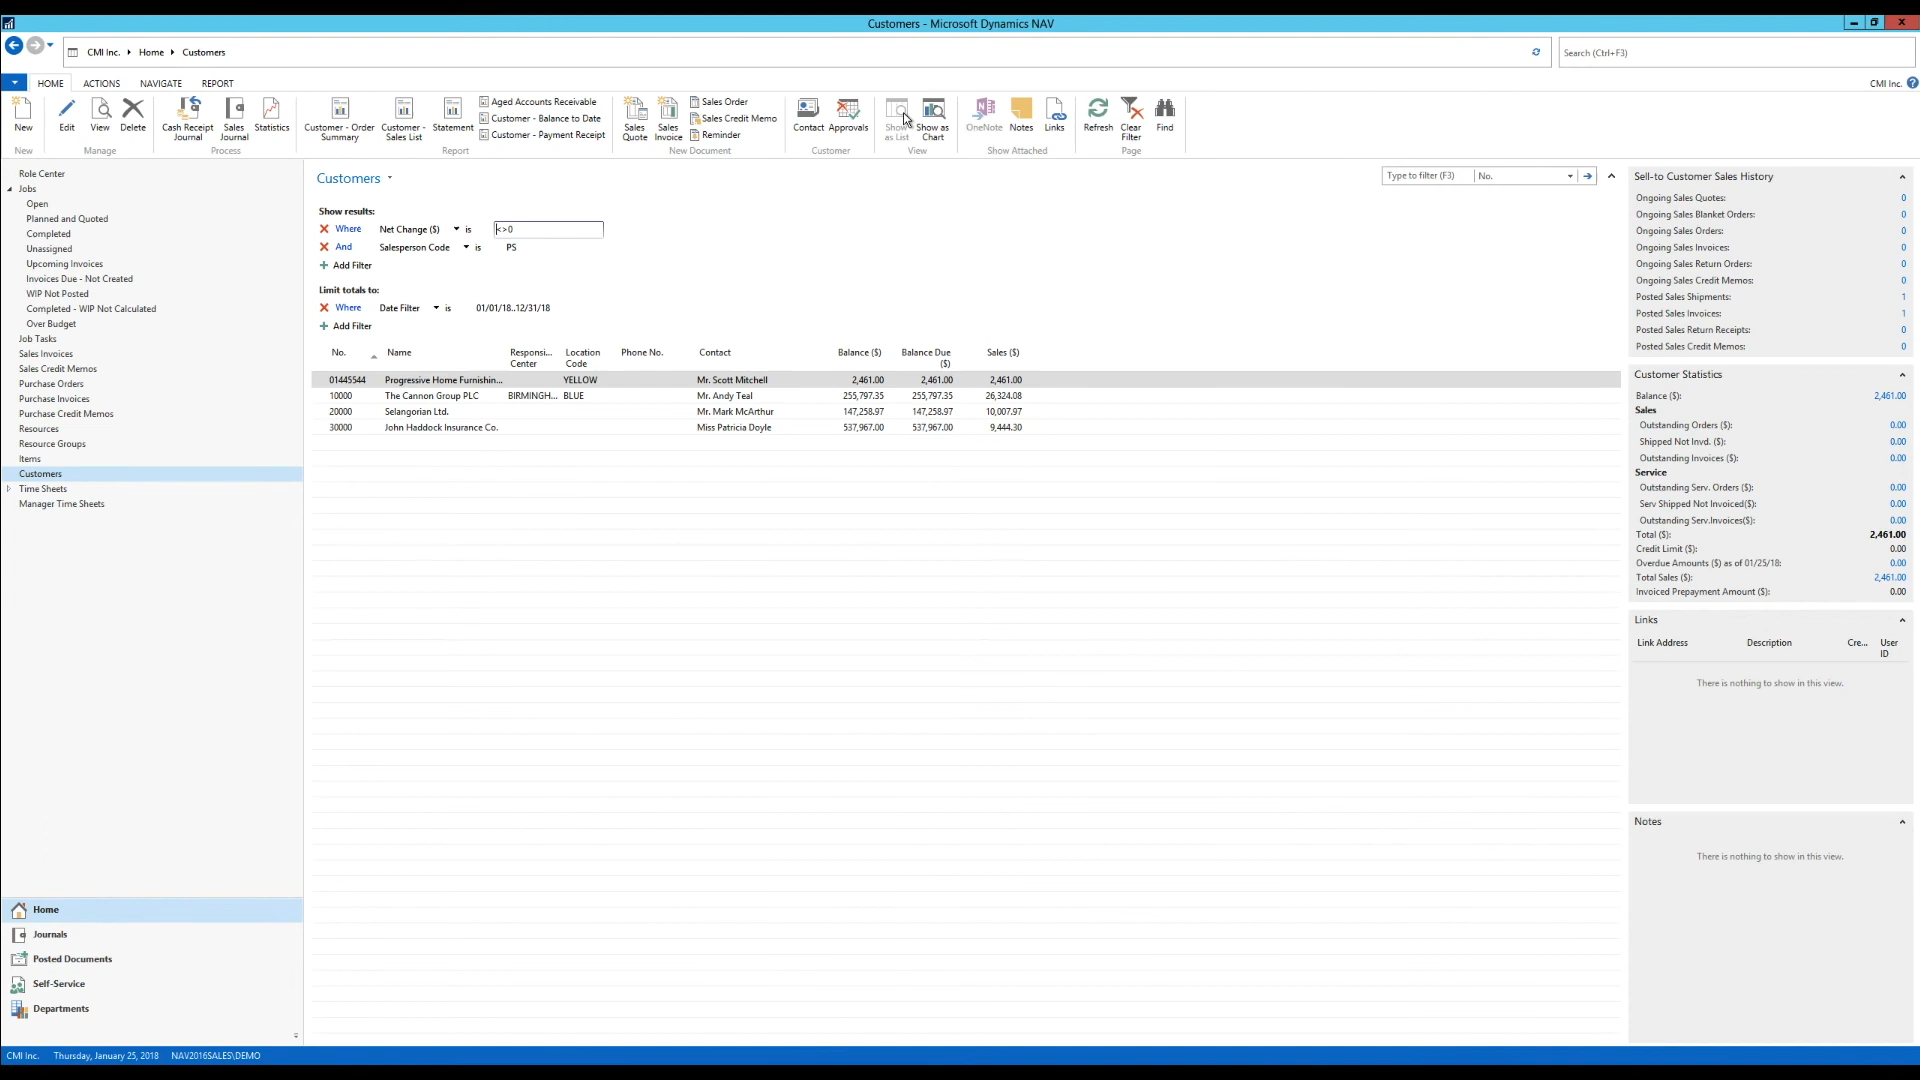 Customers - Microsoft Dynamics NAV
CMI Inc. Home Customers
Search (Ctrl+F3)
HOME ACTIONS NAVIGATE REPORT
CMI Inc.
New
Edit View Delete
Cash Receipt Journal
Sales Journal
Statistics
Customer - Order Summary
Customer - Sales List
Statement
Aged Accounts Receivable
Customer - Balance to Date
Customer - Payment Receipt
Sales Quote
Sales Invoice
Sales Order
Sales Credit Memo
Reminder
Contact Approvals
Show as List
Show as Chart
OneNote Notes Links
Refresh Clear Filter Find
New Manage Process Report New Document Customer View Show Attached Page
Role Center
Jobs
Open
Planned and Quoted
Completed
Unassigned
Upcoming Invoices
Invoices Due - Not Created
WIP Not Posted
Completed - WIP Not Calculated
Over Budget
Job Tasks
Sales Invoices
Sales Credit Memos
Purchase Orders
Purchase Invoices
Purchase Credit Memos
Resources
Resource Groups
Items
Customers
Time Sheets
Manager Time Sheets
Home
Journals
Posted Documents
Self-Service
Departments
Customers
Type to filter (F3) No.
Show results:
Where Net Change ($) is <>0
And Salesperson Code is PS
Add Filter
Limit totals to:
Where Date Filter is 01/01/18..12/31/18
Add Filter
No. Name Responsi... Center Location Code Phone No. Contact Balance ($) Balance Due ($) Sales ($)
01445544 Progressive Home Furnishin... YELLOW Mr. Scott Mitchell 2,461.00 2,461.00 2,461.00
10000 The Cannon Group PLC BIRMINGH... BLUE Mr. Andy Teal 255,797.35 255,797.35 26,324.08
20000 Selangorian Ltd. Mr. Mark McArthur 147,258.97 147,258.97 10,007.97
30000 John Haddock Insurance Co. Miss Patricia Doyle 537,967.00 537,967.00 9,444.30
Sell-to Customer Sales History
Ongoing Sales Quotes: 0
Ongoing Sales Blanket Orders: 0
Ongoing Sales Orders: 0
Ongoing Sales Invoices: 0
Ongoing Sales Return Orders: 0
Ongoing Sales Credit Memos: 0
Posted Sales Shipments: 1
Posted Sales Invoices: 1
Posted Sales Return Receipts: 0
Posted Sales Credit Memos: 0
Customer Statistics
Balance ($): 2,461.00
Sales
Outstanding Orders ($): 0.00
Shipped Not Invd. ($): 0.00
Outstanding Invoices ($): 0.00
Service
Outstanding Serv. Orders ($): 0.00
Serv Shipped Not Invoiced($): 0.00
Outstanding Serv.Invoices($): 0.00
Total ($): 2,461.00
Credit Limit ($): 0.00
Overdue Amounts ($) as of 01/25/18: 0.00
Total Sales ($): 2,461.00
Invoiced Prepayment Amount ($): 0.00
Links
Link Address Description Cre... User ID
There is nothing to show in this view.
Notes
There is nothing to show in this view.
CMI Inc. Thursday, January 25, 2018 NAV2016SALES\DEMO